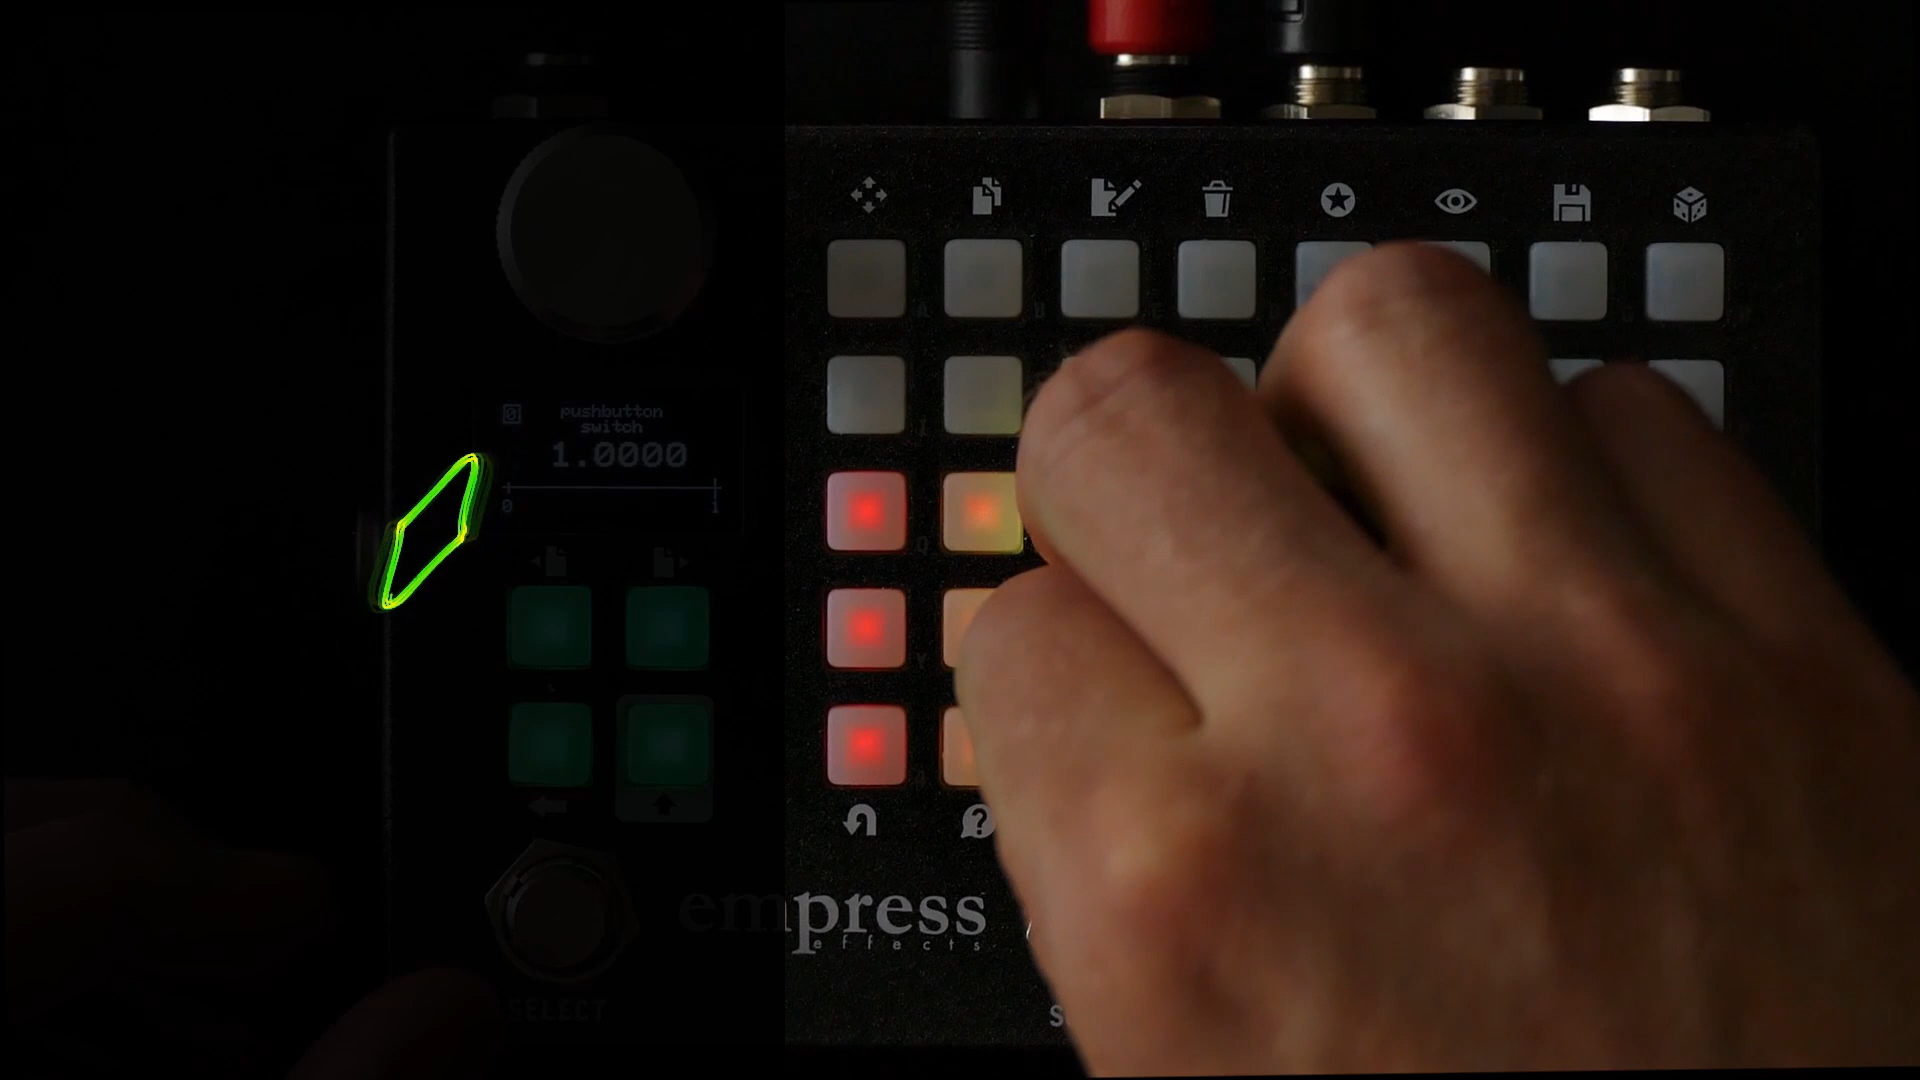 pushbutton
switch
1.0000
0 1
empress
effects
SELECT